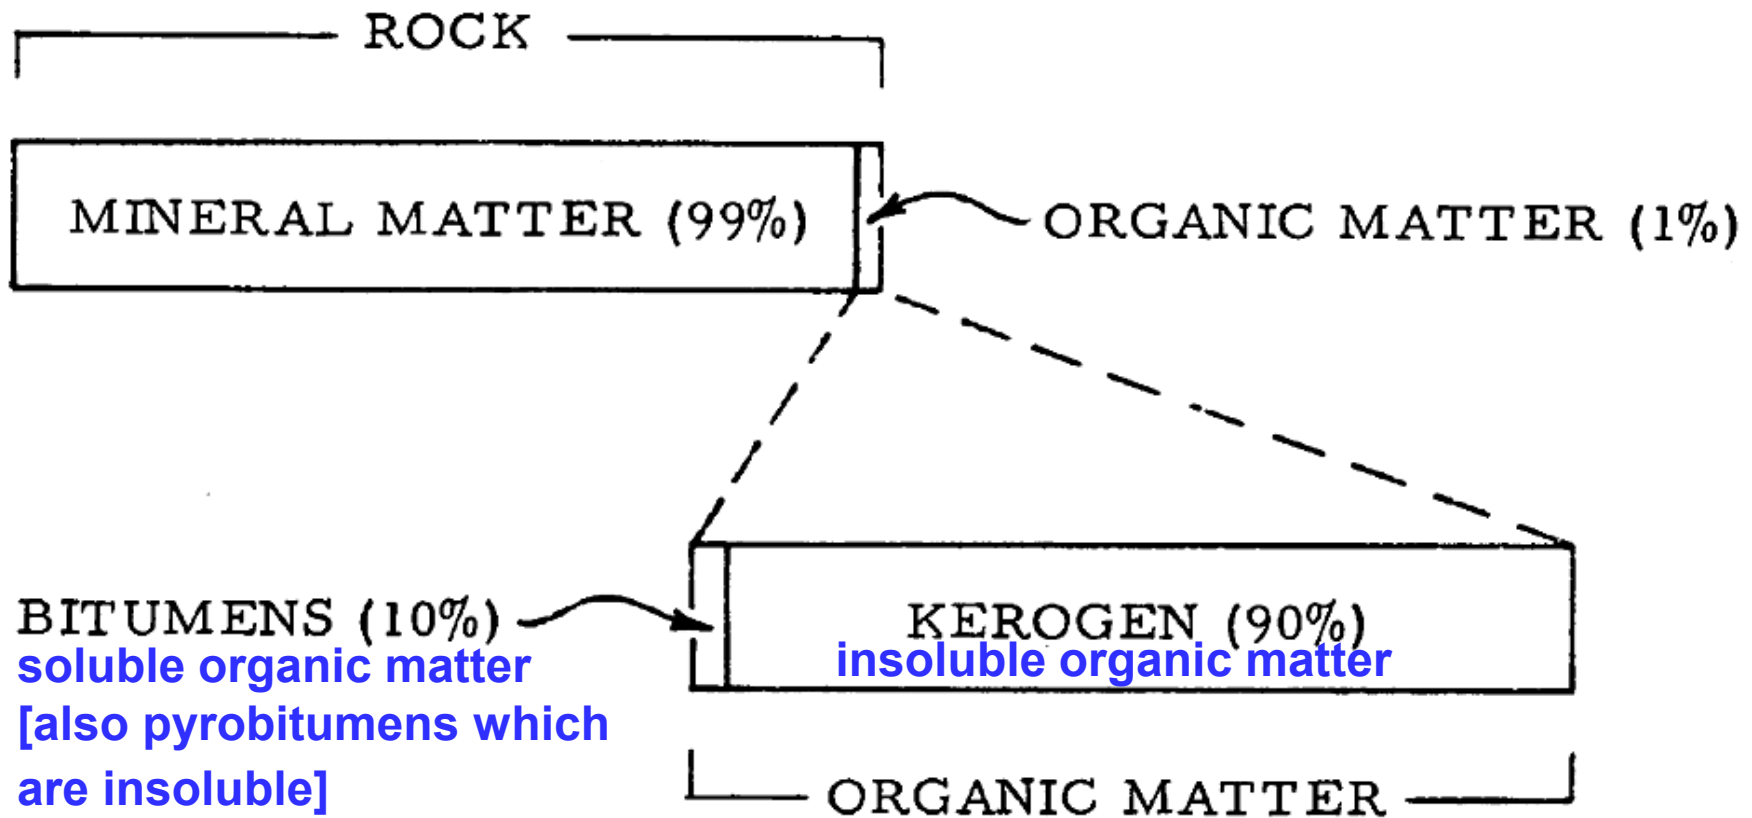 ROCK
MINERAL MATTER (99%)
ORGANIC MATTER (1%)
BITUMENS (10%)
soluble organic matter
[also pyrobitumens which
are insoluble]
KEROGEN (90%)
insoluble organic matter
ORGANIC MATTER